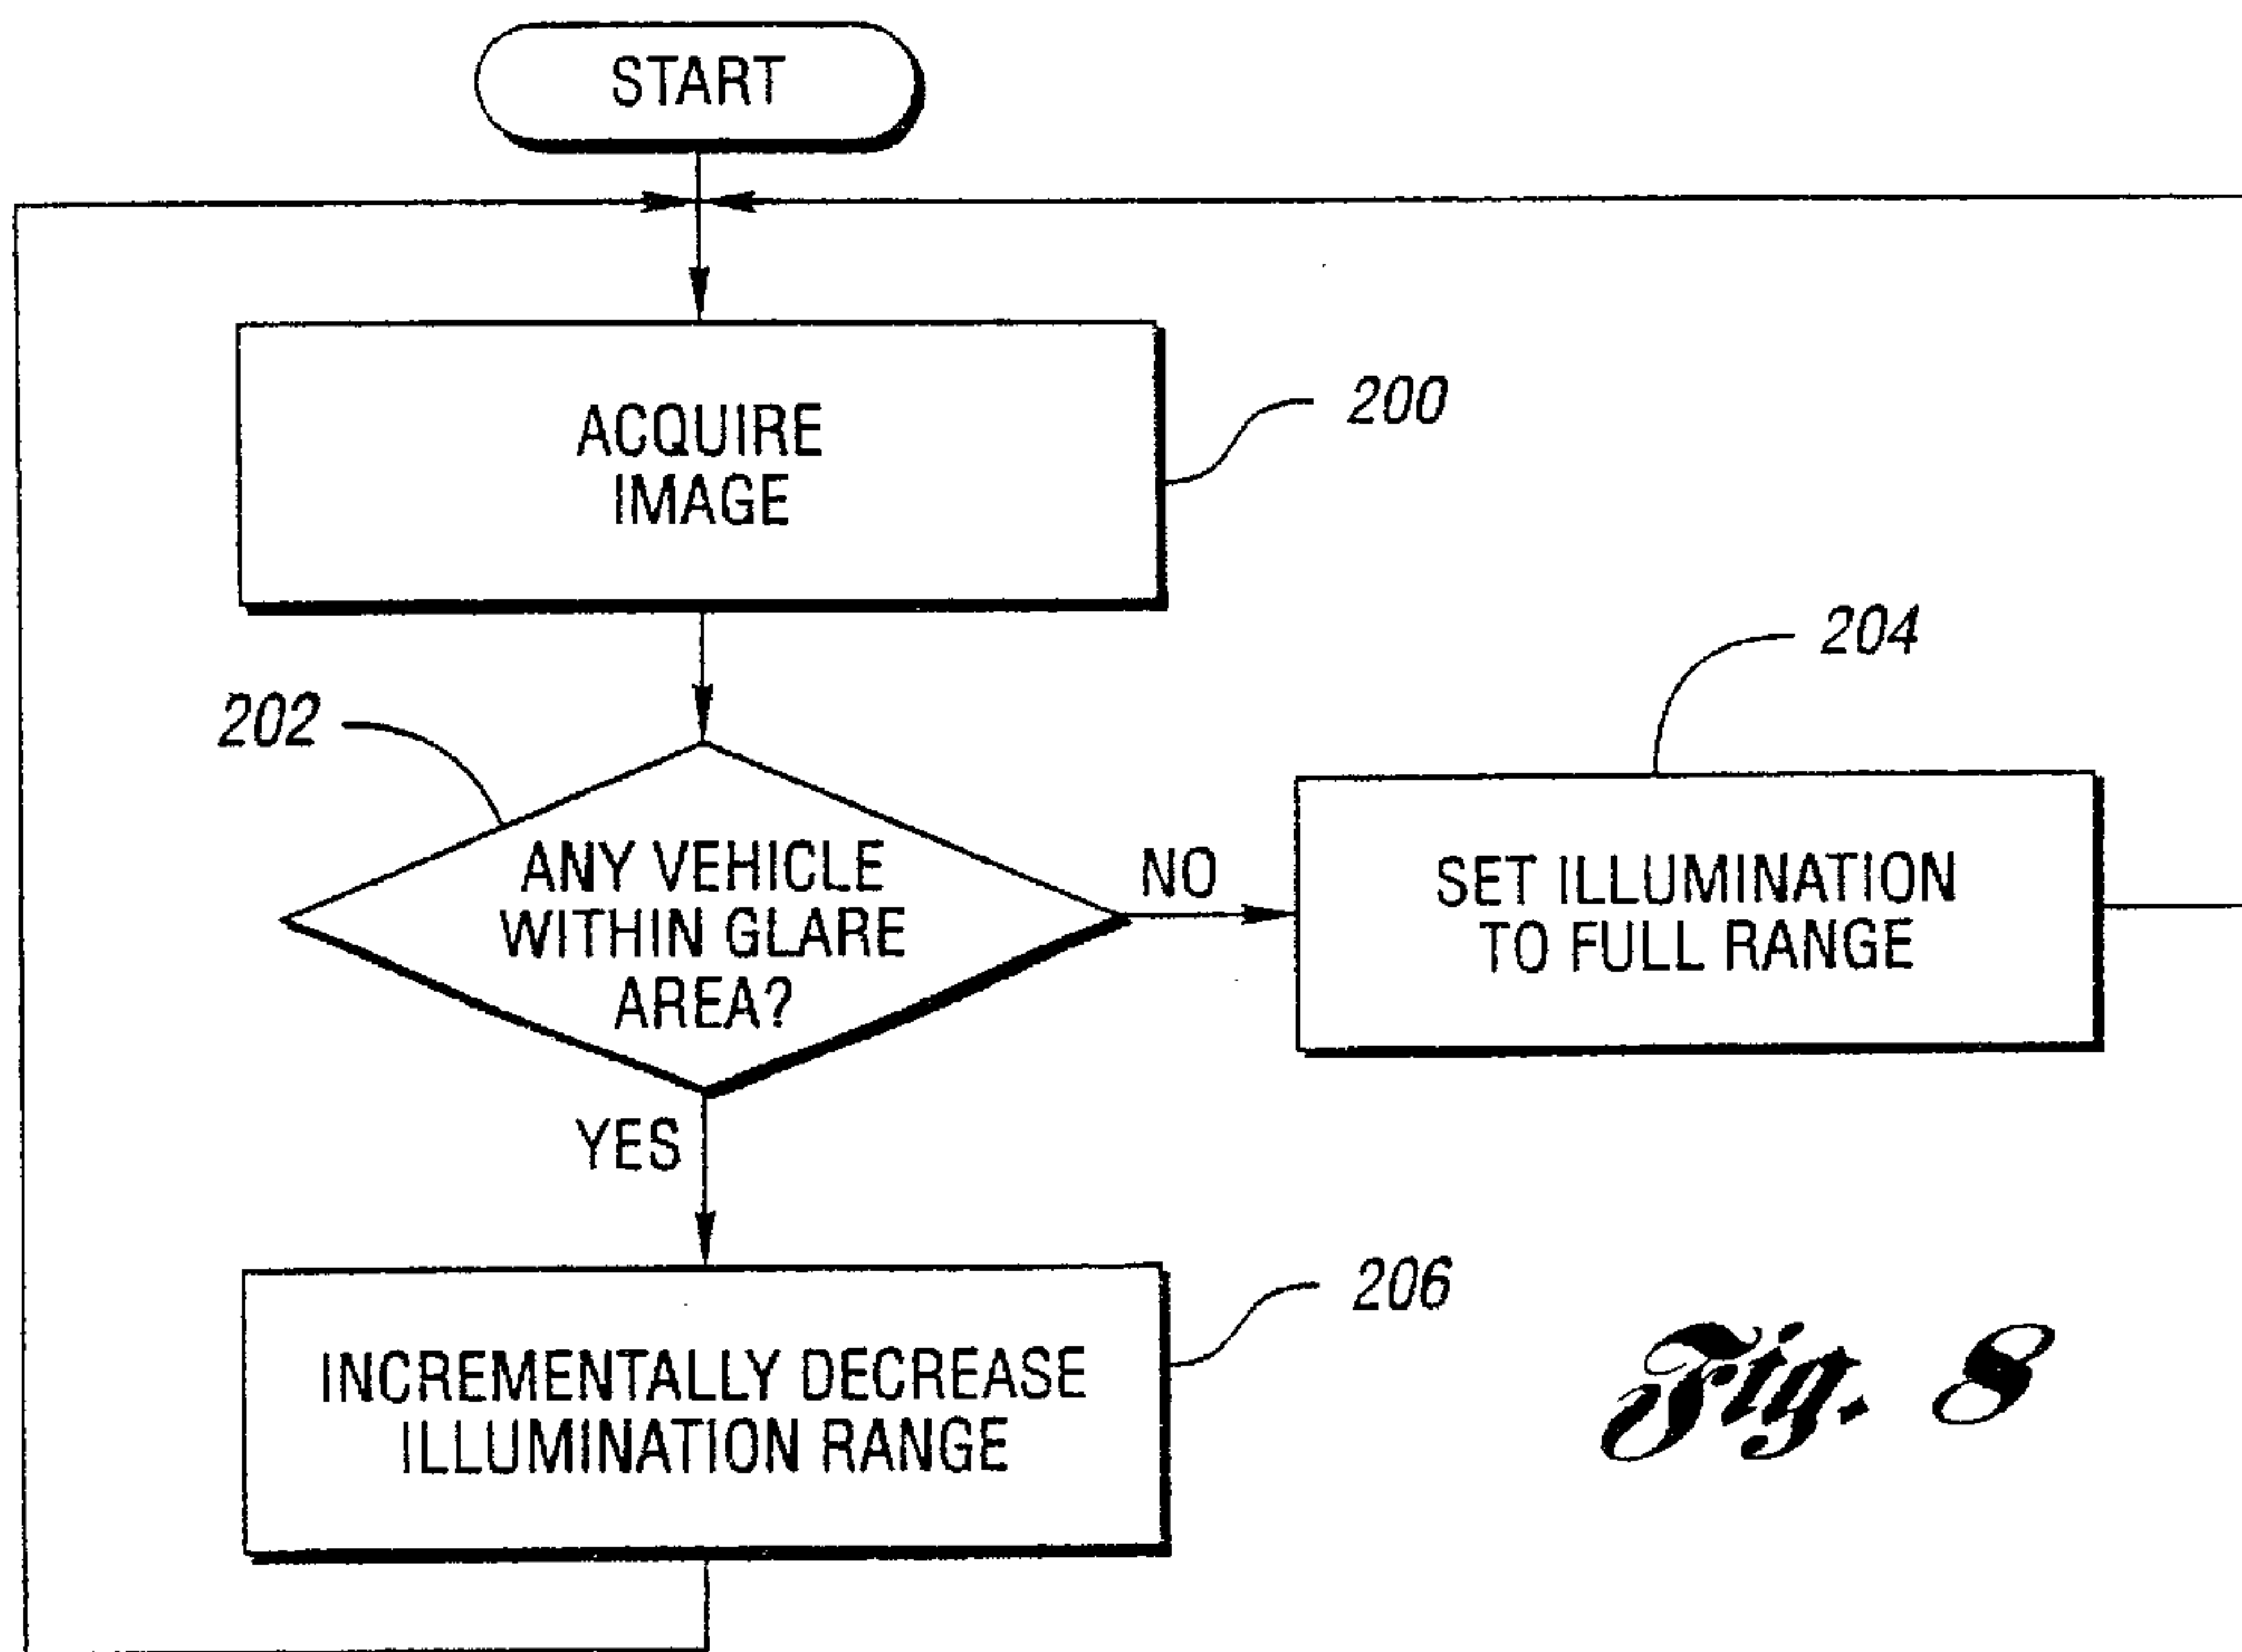 START
ACQUIRE
IMAGE
200
202
ANY VEHICLE
WITHIN GLARE
AREA?
NO
204
SET ILLUMINATION
TO FULL RANGE
YES
INCREMENTALLY DECREASE
ILLUMINATION RANGE
206
Fig. 8